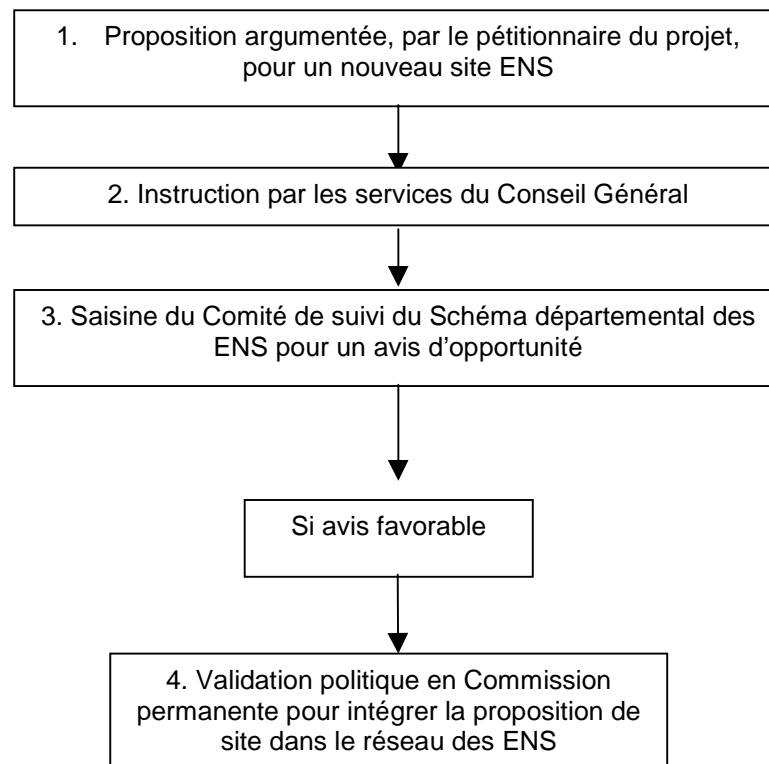 1. Proposition argumentée, par le pétitionnaire du projet,
pour un nouveau site ENS
2. Instruction par les services du Conseil Général
3. Saisine du Comité de suivi du Schéma départemental des
ENS pour un avis d'opportunité
Si avis favorable
4. Validation politique en Commission
permanente pour intégrer la proposition de
site dans le réseau des ENS